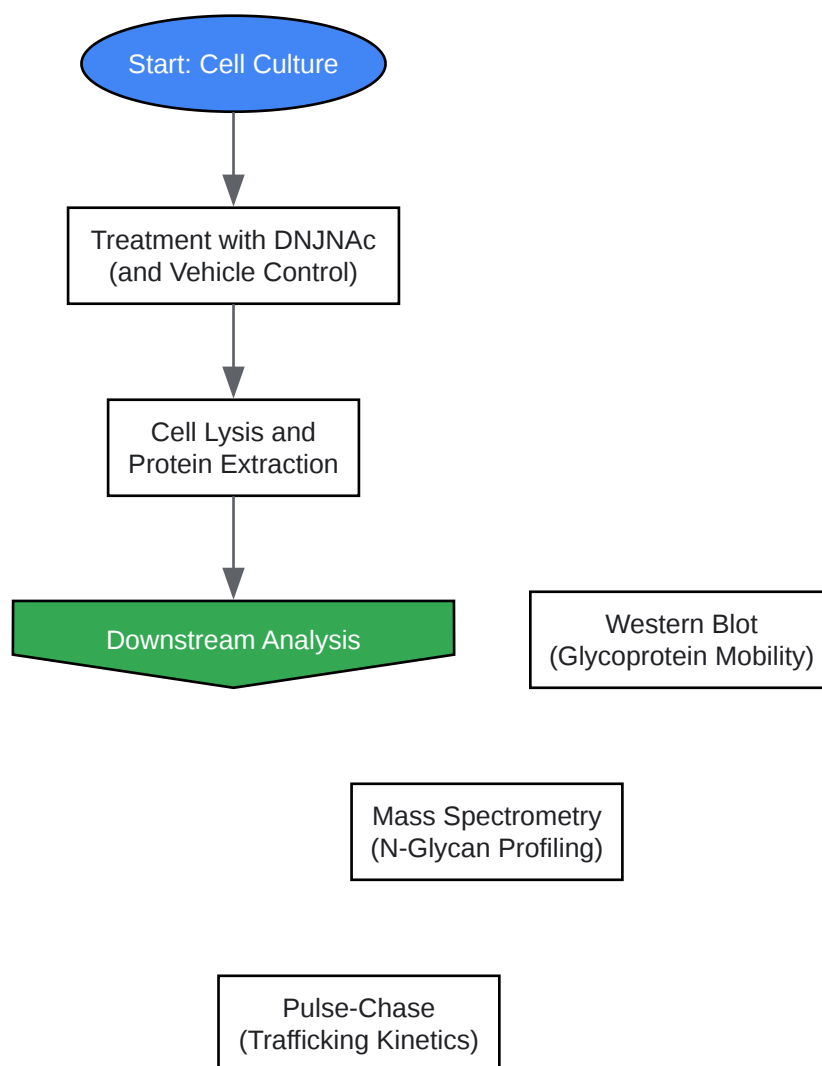 Start: Cell Culture
Treatment with DNJNAc
(and Vehicle Control)
Cell Lysis and
Protein Extraction
Downstream Analysis
Western Blot
(Glycoprotein Mobility)
Mass Spectrometry
(N-Glycan Profiling)
Pulse-Chase
(Trafficking Kinetics)